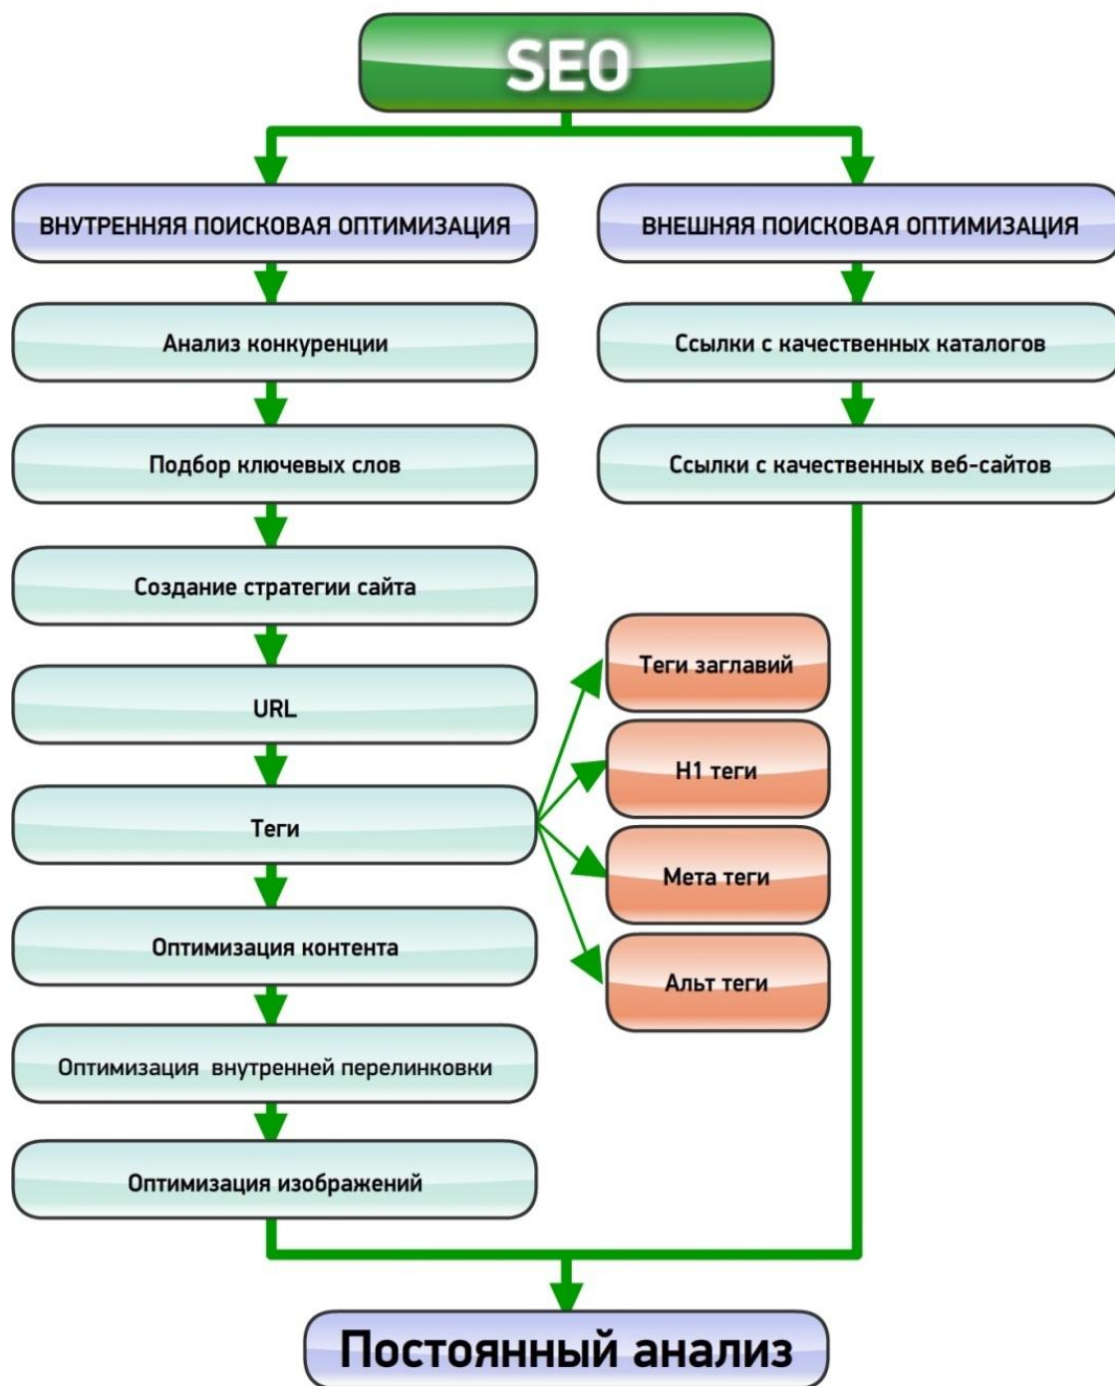 SEO
ВНУТРЕННЯЯ ПОИСКОВАЯ ОПТИМИЗАЦИЯ
Анализ конкуренции
Подбор ключевых слов
Создание стратегии сайта
URL
Теги
Теги заглавий
H1 теги
Мета теги
Альт теги
Оптимизация контента
Оптимизация внутренней перелинковки
Оптимизация изображений
ВНЕШНЯЯ ПОИСКОВАЯ ОПТИМИЗАЦИЯ
Ссылки с качественных каталогов
Ссылки с качественных веб-сайтов
Постоянный анализ